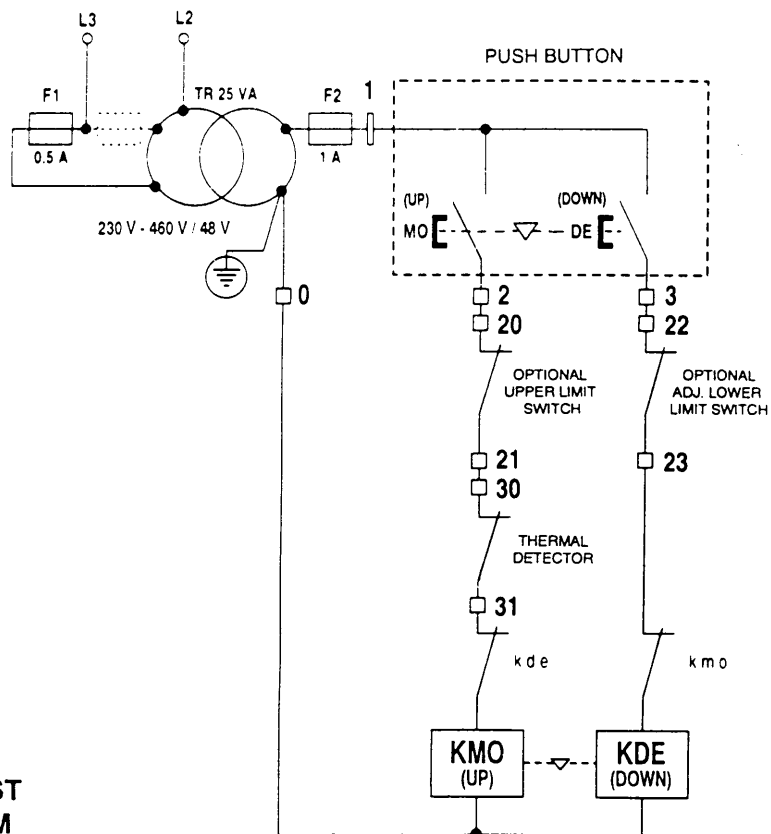 L3
L2
PUSH BUTTON
F1
TR 25 VA
F2
1
0.5 A
1 A
(UP)
(DOWN)
MO
DE
230 V - 460 V / 48 V
0
2
3
20
22
OPTIONAL
UPPER LIMIT
SWITCH
OPTIONAL
ADJ. LOWER
LIMIT SWITCH
21
23
30
THERMAL
DETECTOR
31
kde
kmo
KMO
(UP)
KDE
(DOWN)
ST
M